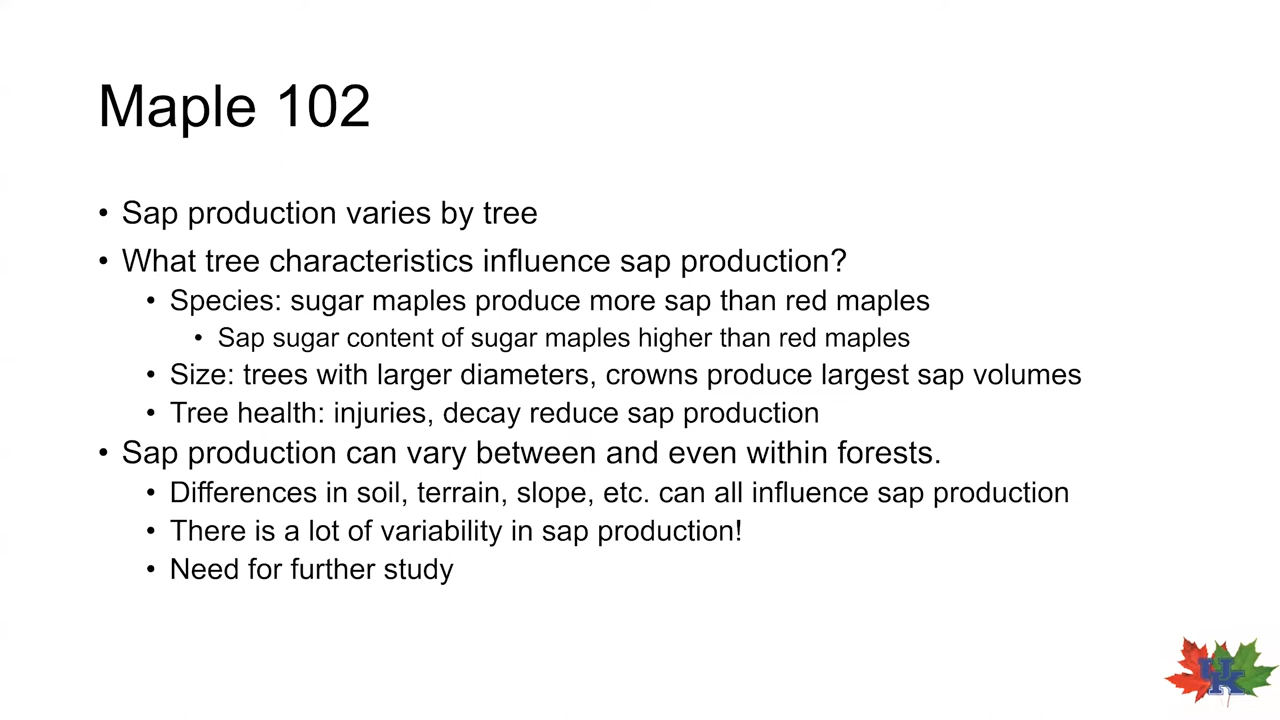 Maple 102
• Sap production varies by tree
• What tree characteristics influence sap production?
• Species: sugar maples produce more sap than red maples
• Sap sugar content of sugar maples higher than red maples
• Size: trees with larger diameters, crowns produce largest sap volumes
• Tree health: injuries, decay reduce sap production
• Sap production can vary between and even within forests.
• Differences in soil, terrain, slope, etc. can all influence sap production
• There is a lot of variability in sap production!
• Need for further study
UK